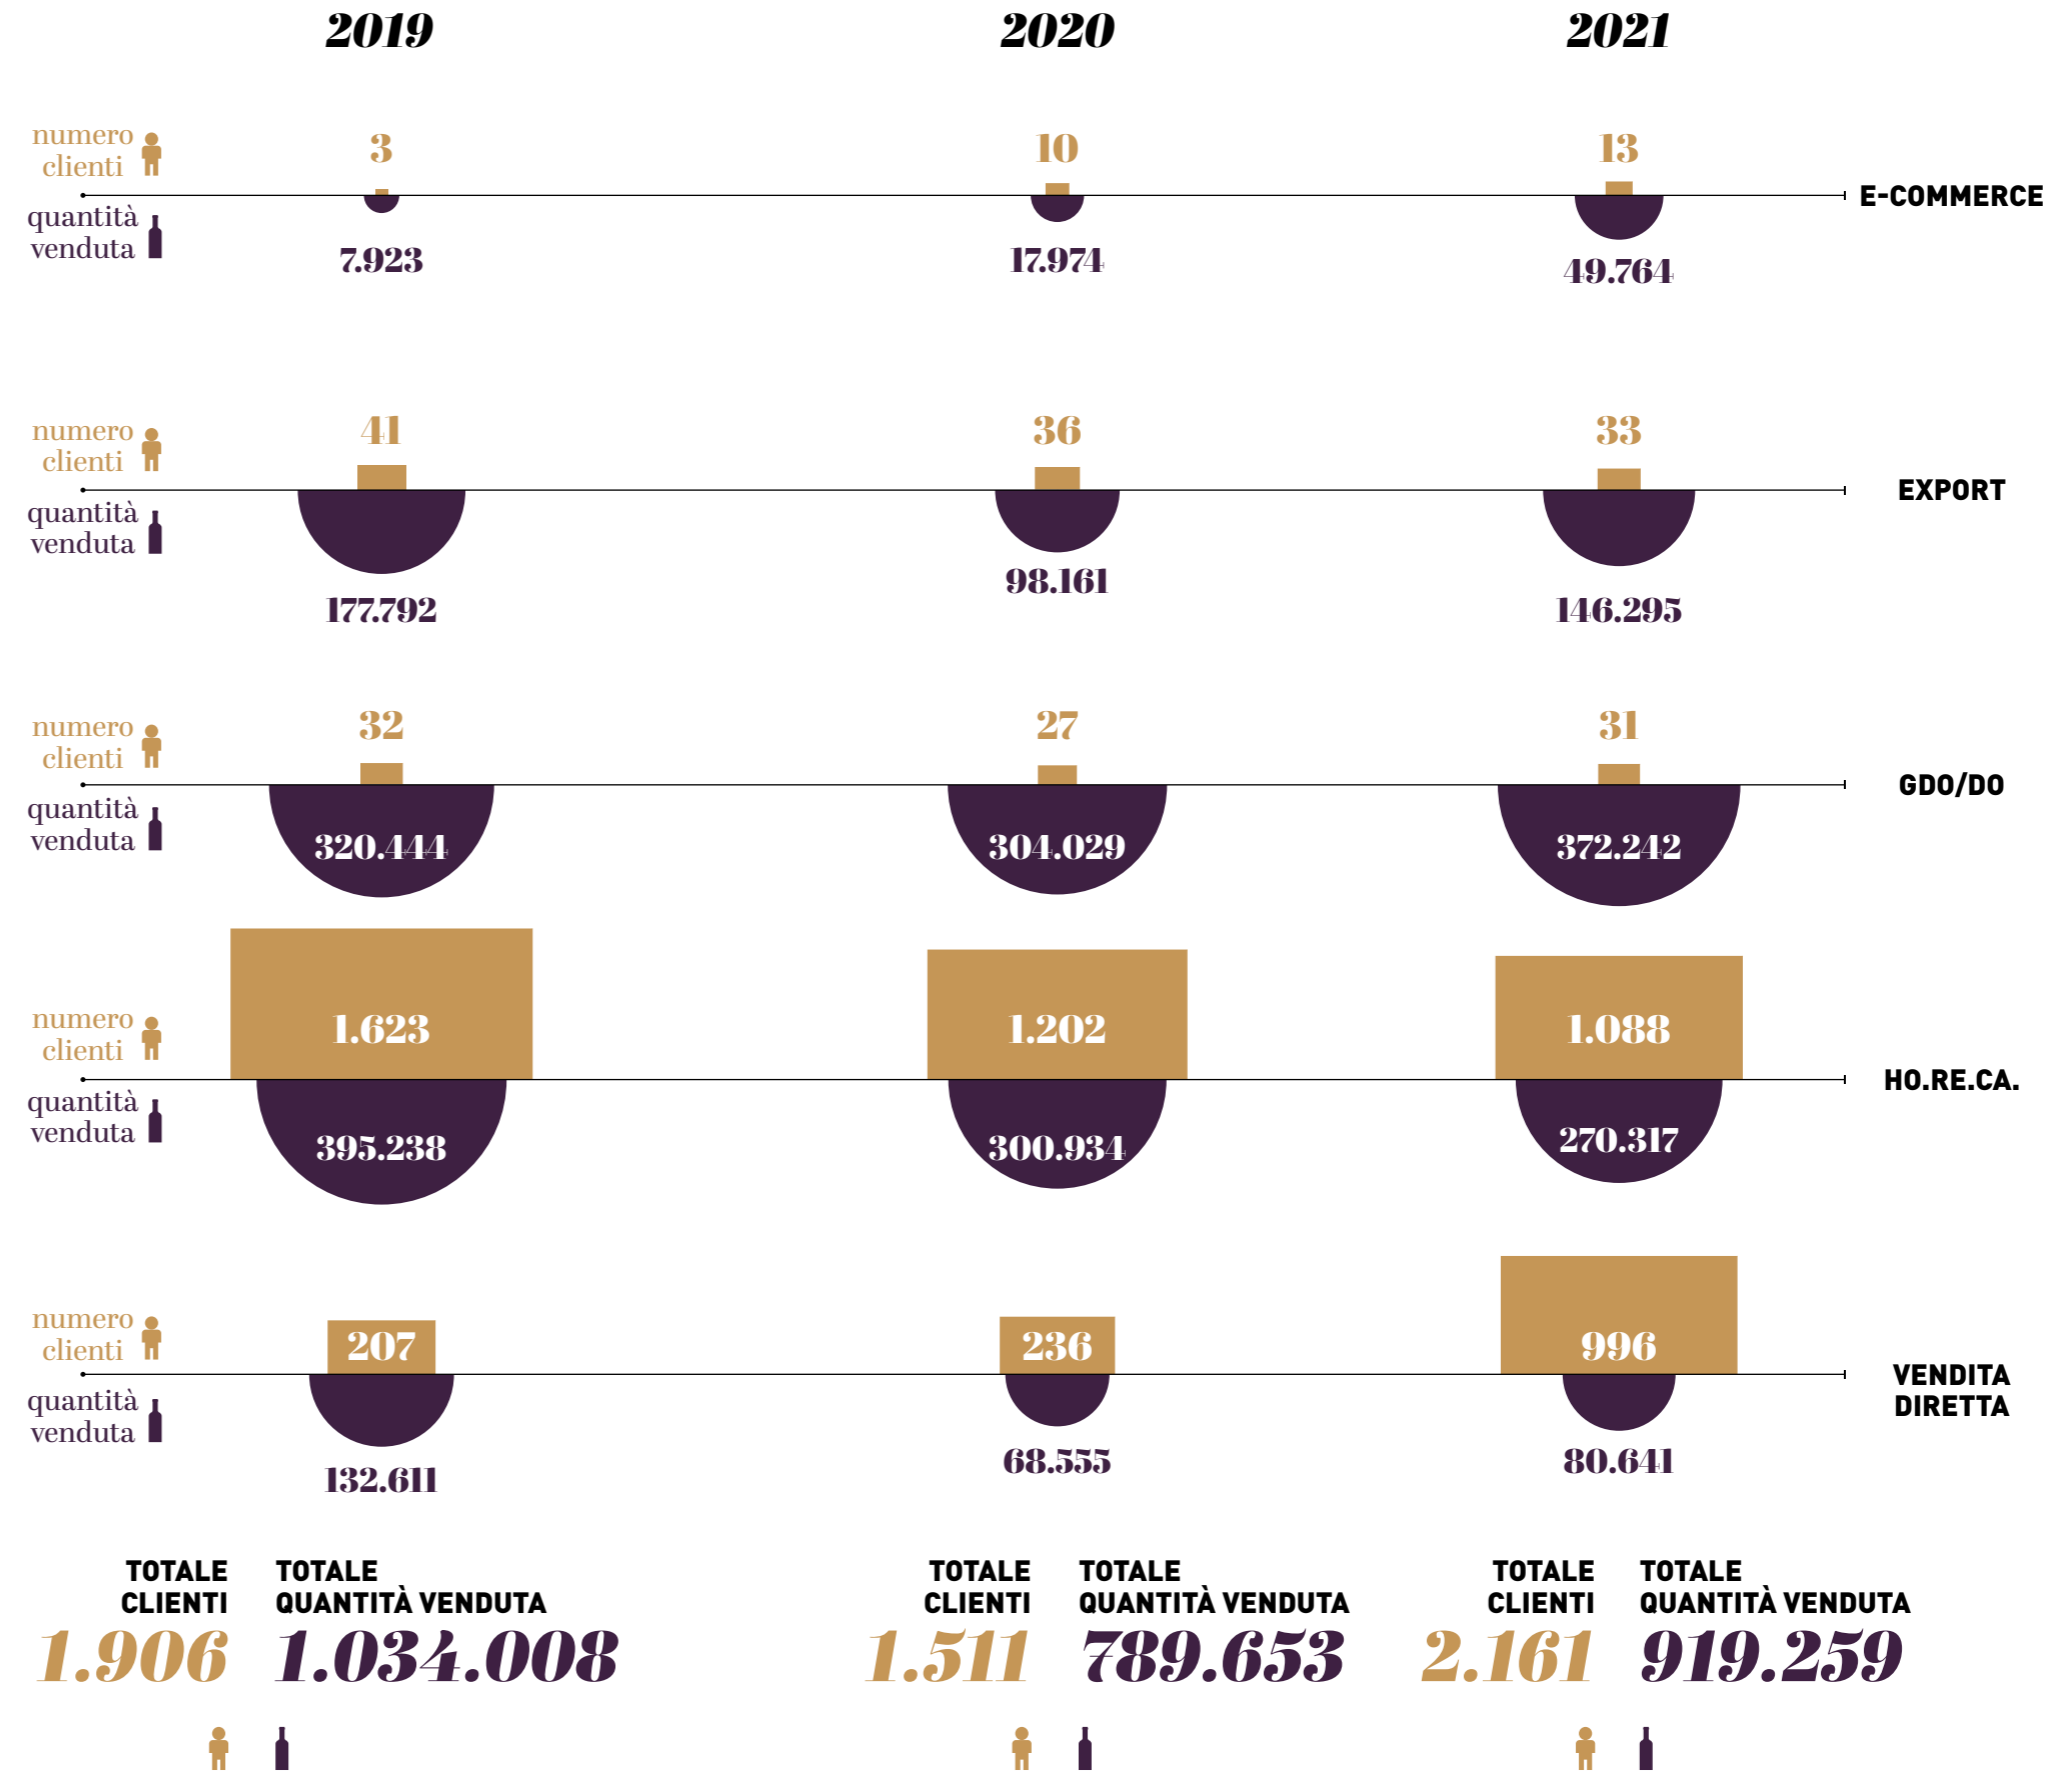 2019 2020 2021
numero
clienti
3 10 13
E-COMMERCE
quantità
venduta
7.923 17.974 49.764
numero
clienti
41 36 33
EXPORT
quantità
venduta
177.792 98.161 146.295
numero
clienti
32 27 31
GDO/DO
quantità
venduta
320.444 304.029 372.242
numero
clienti
1.623 1.202 1.088
HO.RE.CA.
quantità
venduta
395.238 300.934 270.317
numero
clienti
207 236 996
VENDITA
DIRETTA
quantità
venduta
132.611 68.555 80.641
TOTALE
CLIENTI
1.906
TOTALE
QUANTITÀ VENDUTA
1.034.008
TOTALE
CLIENTI
1.511
TOTALE
QUANTITÀ VENDUTA
789.653
TOTALE
CLIENTI
2.161
TOTALE
QUANTITÀ VENDUTA
919.259